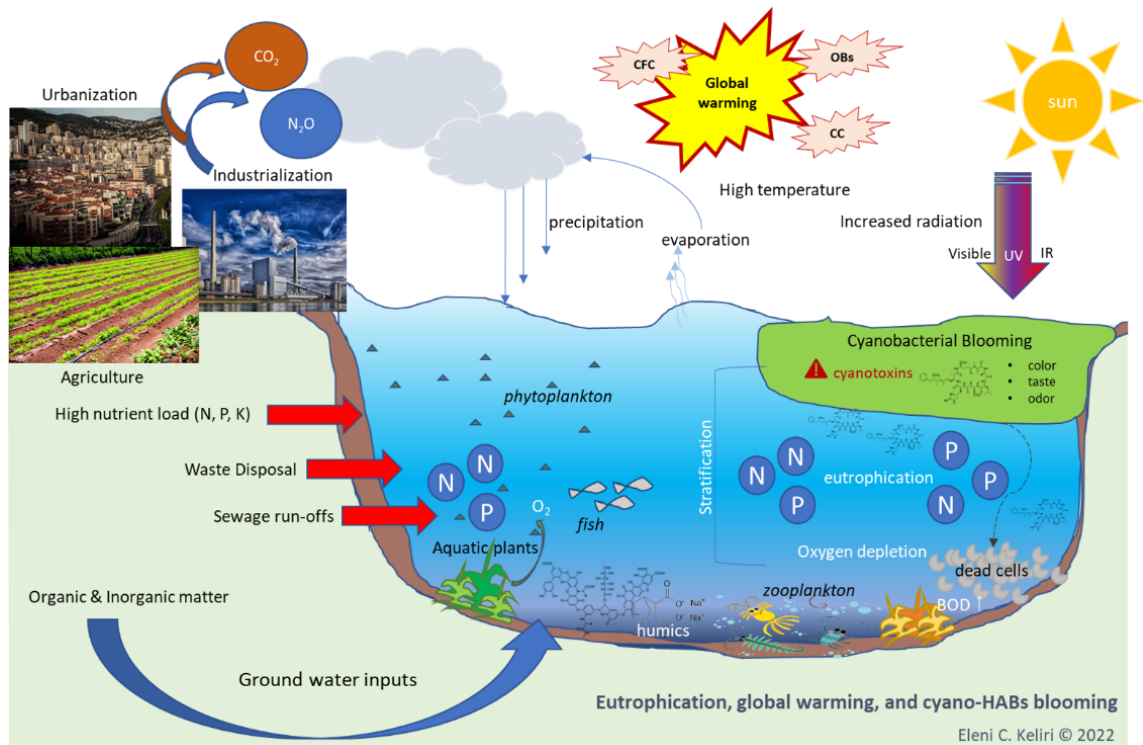 CO₂
N₂O
Urbanization
Industrialization
Agriculture
CFC
OBs
Global
warming
CC
sun
High temperature
precipitation
evaporation
Increased radiation
Visible
UV
IR
Cyanobacterial Blooming
cyanotoxins
• color
• taste
• odor
phytoplankton
High nutrient load (N, P, K)
Waste Disposal
Sewage run-offs
N
N
P
O₂
fish
Aquatic plants
Stratification
N
N
P
eutrophication
P
P
N
Oxygen depletion
dead cells
zooplankton
BOD ↑
humics
O⁻ Na⁺
O⁻ Na⁺
Organic & Inorganic matter
Ground water inputs
Eutrophication, global warming, and cyano-HABs blooming
Eleni C. Keliri © 2022